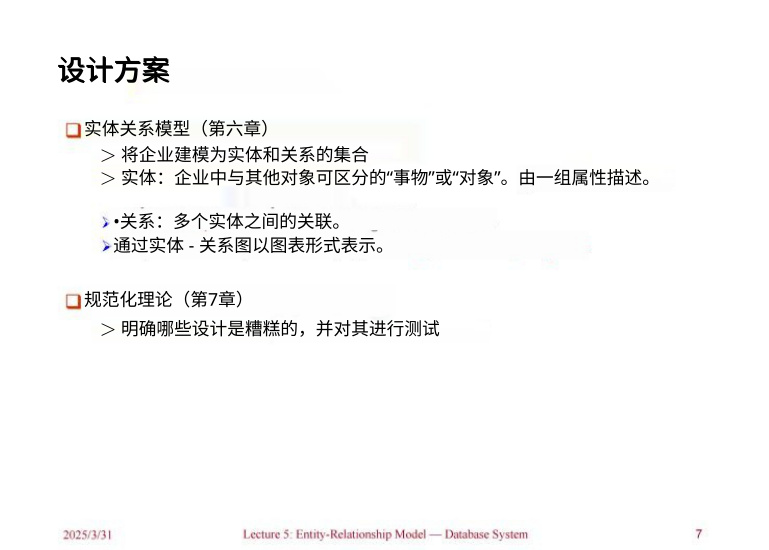 设计方案
实体关系模型（第六章）
> 将企业建模为实体和关系的集合
> 实体：企业中与其他对象可区分的“事物”或“对象”。由一组属性描述。
•关系：多个实体之间的关联。
通过实体 - 关系图以图表形式表示。
规范化理论（第7章）
> 明确哪些设计是糟糕的，并对其进行测试
2025/3/31
Lecture 5: Entity-Relationship Model — Database System
7